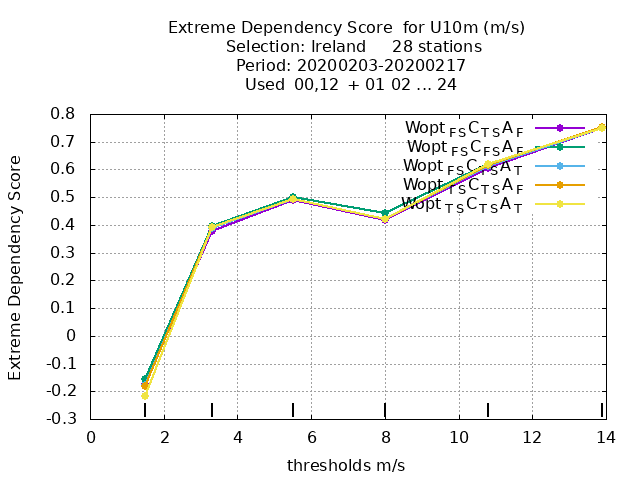 Extreme Dependency Score  for U10m (m/s)
Selection: Ireland     28 stations
Period: 20200203-20200217
Used  00,12  + 01 02 ... 24
Wopt FS C TS A F
Wopt FS C FS A F
Wopt FS C FS A T
Wopt TS C TS A F
Wopt TS C TS A T
Extreme Dependency Score
0.8
0.7
0.6
0.5
0.4
0.3
0.2
0.1
0
-0.1
-0.2
-0.3
0 2 4 6 8 10 12 14
thresholds m/s